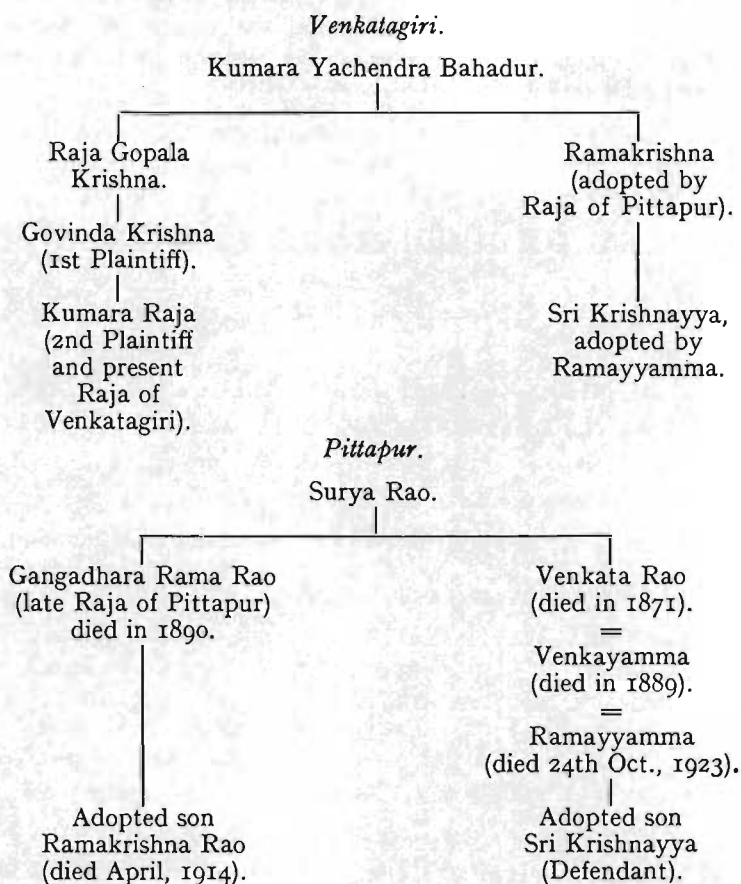 Venkatagiri.
Kumara Yachendra Bahadur.
Raja Gopala
Krishna.
Govinda Krishna
(1st Plaintiff).
Kumara Raja
(2nd Plaintiff
and present
Raja of
Venkatagiri).
Ramakrishna
(adopted by
Raja of Pittapur).
Sri Krishnayya,
adopted by
Ramayyamma.
Pittapur.
Surya Rao.
Gangadhara Rama Rao
(late Raja of Pittapur)
died in 1890.
Adopted son
Ramakrishna Rao
(died April, 1914).
Venkata Rao
(died in 1871).
=
Venkayamma
(died in 1889).
=
Ramayyamma
(died 24th Oct., 1923).
Adopted son
Sri Krishnayya
(Defendant).